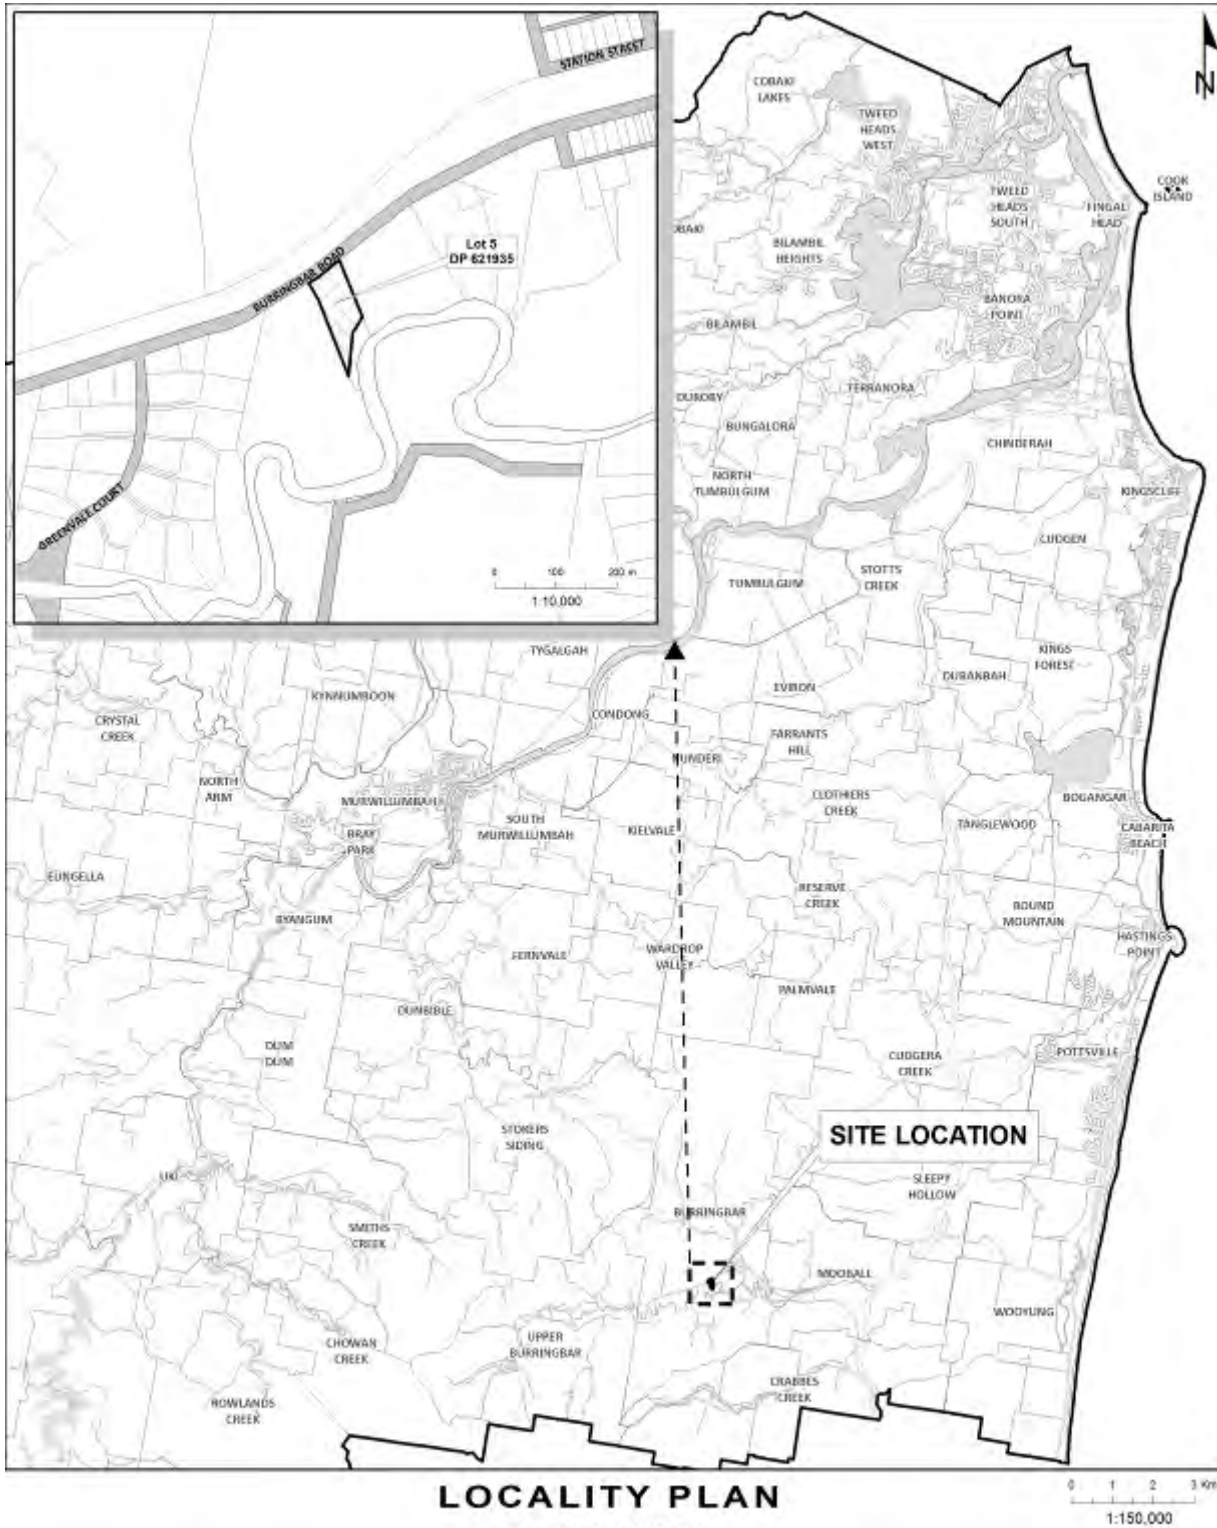 STATION STREET
Lot 5
DP 621935
BURRINGBAR ROAD
GREENVALE COURT
0 100 200 m
1:10,000
N
COBAKI
LAKES
TWEED
HEADS
WEST
COOK
ISLAND
TWEED
HEADS
SOUTH
FINGAL
HEAD
OBAKI
BILAMBIL
HEIGHTS
BANORA
POINT
BILAMBIL
TERRANORA
DUROBY
BUNGALORA
CHINDERAH
NORTH
TUMBULGUM
KINGSCLIFF
CUDGEN
STOTTS
CREEK
TUMBULGUM
TYGALGAH
KINGS
FOREST
DURANBAH
EVIRON
KYNNUMBOON
CONDONG
CRYSTAL
CREEK
FARRANTS
HILL
NUNDERI
NORTH
ARM
MURWILLUMBAH
CLOTHIERS
CREEK
BOGANGAR
SOUTH
MURWILLUMBAH
KIELVALE
TANGLEWOOD
CABARITA
BEACH
BRAY
PARK
EUNGELLA
RESERVE
CREEK
ROUND
MOUNTAIN
BYANGUM
HASTINGS
POINT
FERNVALE
WARDROP
VALLEY
PALMVALE
DUNBIBLE
DUM
DUM
CUDGERA
CREEK
POTTSVILLE
STOKERS
SIDING
SITE LOCATION
UKI
SLEEPY
HOLLOW
BURRINGBAR
SMITHS
CREEK
MOOBALL
WOOYUNG
CHOWAN
CREEK
UPPER
BURRINGBAR
CRABBES
CREEK
ROWLANDS
CREEK
LOCALITY PLAN
0 1 2 3 Km
1:150,000